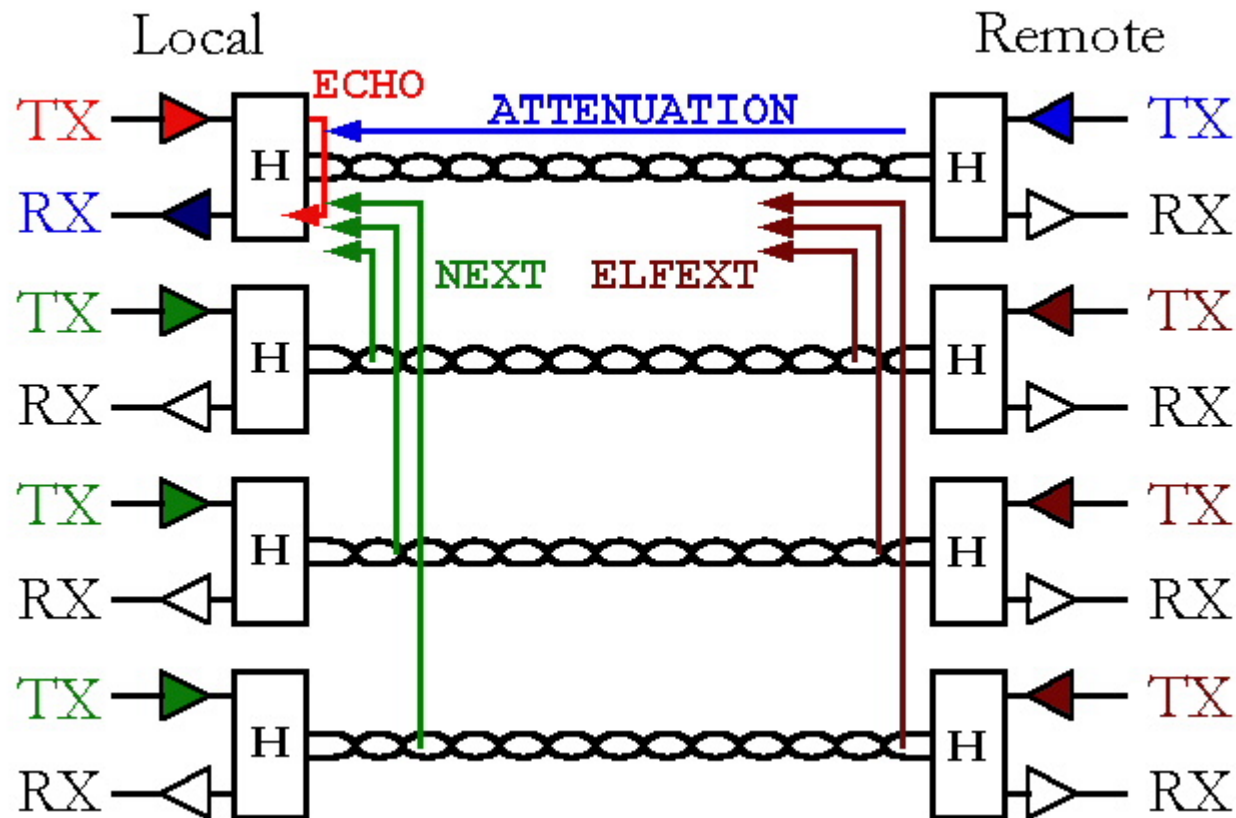 Local Remote
ECHO
TX ATTENUATION TX
H H
RX RX
NEXT ELFEXT
TX TX
H H
RX RX
TX TX
H H
RX RX
TX TX
H H
RX RX